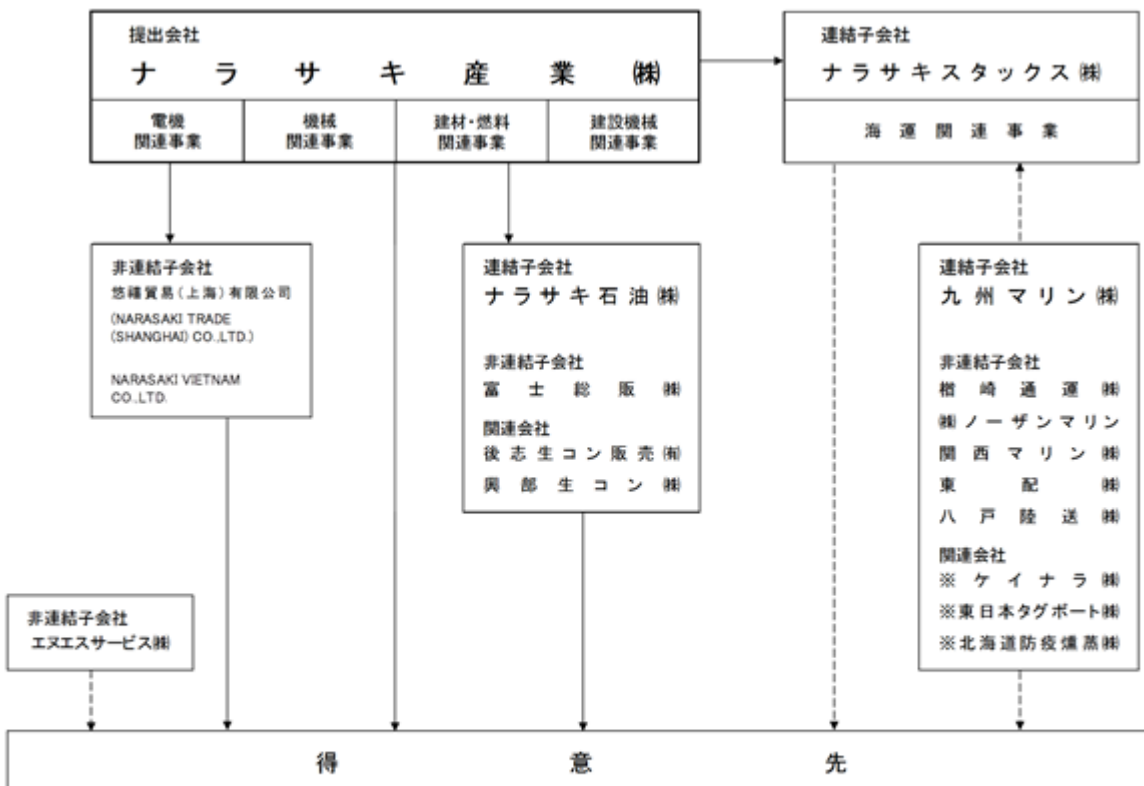 提出会社
ナラサキ産業㈱
電機
関連事業
機械
関連事業
建材・燃料
関連事業
建設機械
関連事業
連結子会社
ナラサキスタックス㈱
海運関連事業
非連結子会社
悠禧貿易(上海)有限公司
(NARASAKI TRADE
(SHANGHAI) CO.,LTD.)
NARASAKI VIETNAM
CO.,LTD.
連結子会社
ナラサキ石油㈱
非連結子会社
富士総販㈱
関連会社
後志生コン販売㈲
興部生コン㈱
連結子会社
九州マリン㈱
非連結子会社
楢崎通運㈱
㈱ノーザンマリン
関西マリン㈱
東配㈱
八戸陸送㈱
関連会社
※ケイナラ㈱
※東日本タグボート㈱
※北海道防疫燻蒸㈱
非連結子会社
エヌエスサービス㈱
得意先